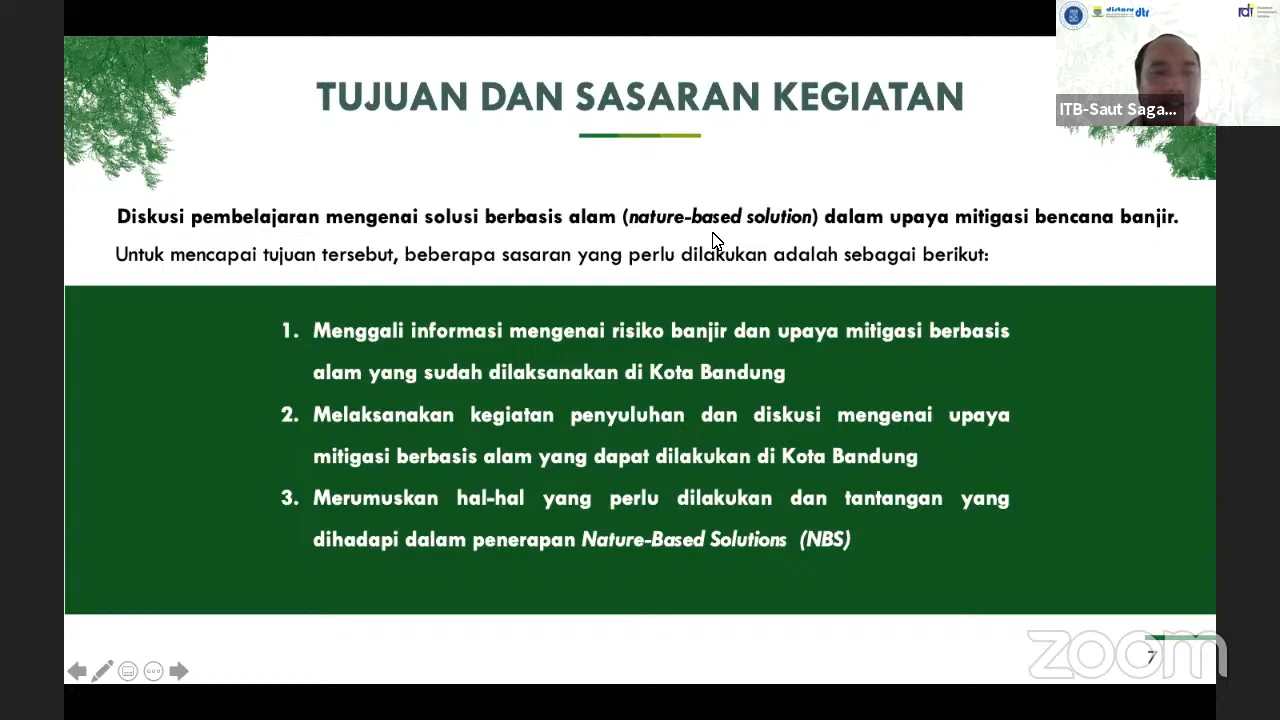 distaru
dtr
rdi
ITB-Saut Saga...
TUJUAN DAN SASARAN KEGIATAN
Diskusi pembelajaran mengenai solusi berbasis alam (nature-based solution) dalam upaya mitigasi bencana banjir.
Untuk mencapai tujuan tersebut, beberapa sasaran yang perlu dilakukan adalah sebagai berikut:
1. Menggali informasi mengenai risiko banjir dan upaya mitigasi berbasis
alam yang sudah dilaksanakan di Kota Bandung
2. Melaksanakan kegiatan penyuluhan dan diskusi mengenai upaya
mitigasi berbasis alam yang dapat dilakukan di Kota Bandung
3. Merumuskan hal-hal yang perlu dilakukan dan tantangan yang
dihadapi dalam penerapan Nature-Based Solutions (NBS)
zoom
7